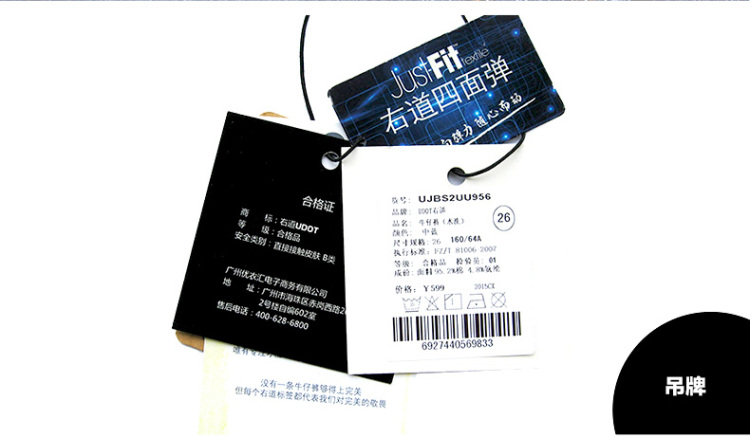 JUSTFit textile
右道四面弹
弹力 随心而动
合格证
商 标：右道UDOT
等 级：合格品
安全类别：直接接触皮肤 B类
广州优衣汇电子商务有限公司
地 址：广州市海珠区赤岗西路2
2号楼自编602室
售后电话：400-628-6800
货号： UJBS2UU956
品牌： UDOT右道
品名：牛仔裤（水洗）
颜色： 中蓝
尺寸规格：26 160/64A
执行标准：FZ/T 81006-2007
等级： 合格品 检验员： 01
成份：面料95.2%棉 4.8%氨纶
价格：￥599 2015CX
26
6927440569833
没有一条牛仔裤够得上完美
但每个右道标签都代表我们对完美的敬畏
吊牌